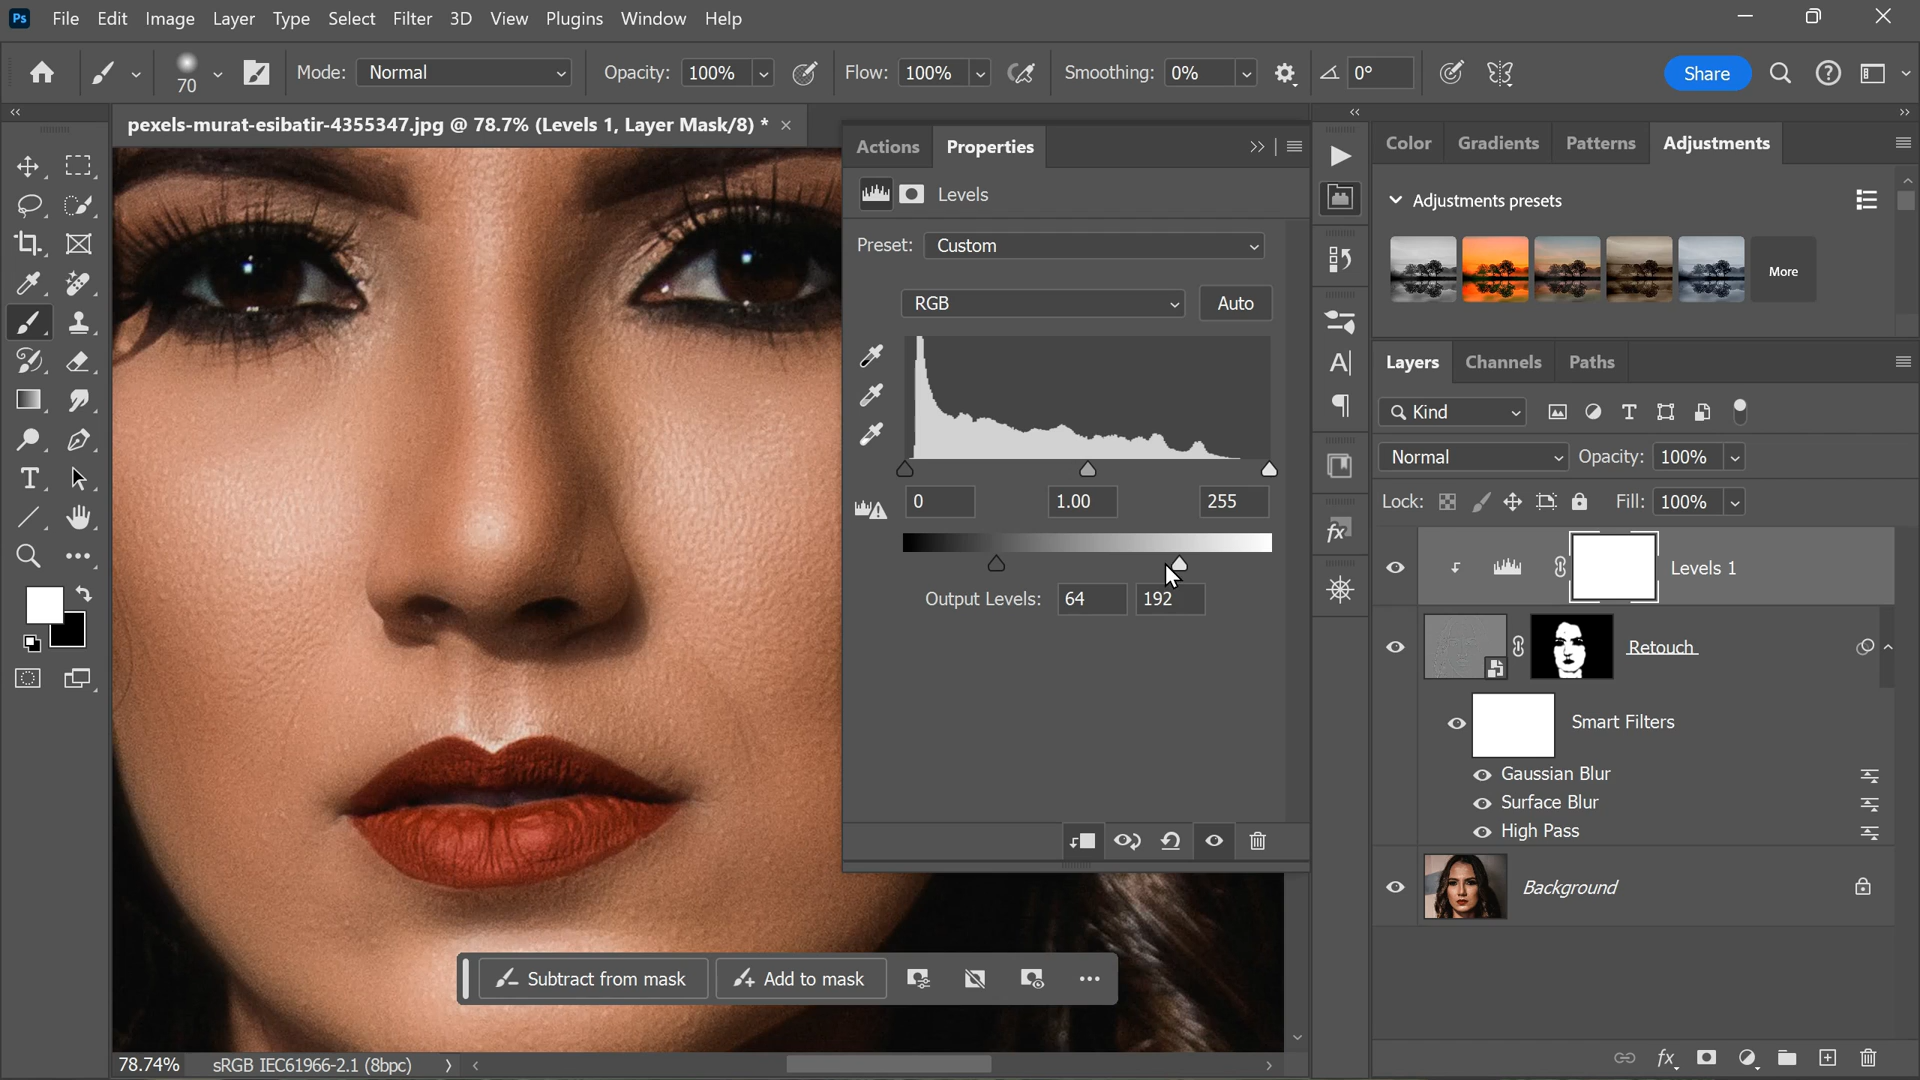 Ps File Edit Image Layer Type Select Filter 3D View Plugins Window Help
70 Mode: Normal Opacity: 100% Flow: 100% Smoothing: 0% 0° Share
pexels-murat-esibatir-4355347.jpg @ 78.7% (Levels 1, Layer Mask/8) *
Actions Properties
Levels
Preset: Custom
RGB Auto
0 1.00 255
Output Levels: 64 192
Color Gradients Patterns Adjustments
Adjustments presets
More
Layers Channels Paths
Kind
Normal Opacity: 100%
Lock: Fill: 100%
Levels 1
Retouch
Smart Filters
Gaussian Blur
Surface Blur
High Pass
Background
Subtract from mask Add to mask
78.74% sRGB IEC61966-2.1 (8bpc)